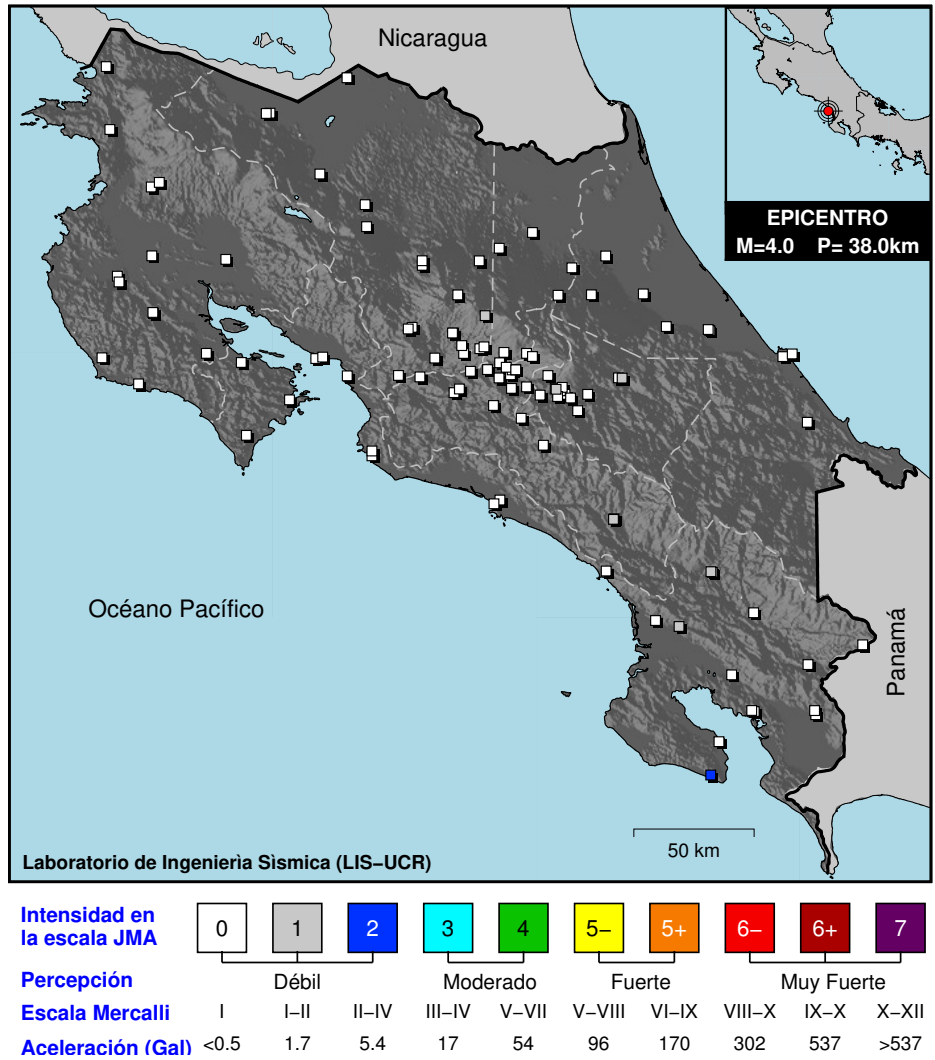 Nicaragua
EPICENTRO
M=4.0 P= 38.0km
Océano Pacífico
Panamá
50 km
Laboratorio de Ingenierìa Sìsmica (LIS–UCR)
Intensidad en
la escala JMA
0 1 2 3 4 5− 5+ 6− 6+ 7
Percepción Débil Moderado Fuerte Muy Fuerte
Escala Mercalli I I−II II−IV III−IV V−VII V−VIII VI−IX VIII−X IX−X X−XII
Aceleración (Gal) <0.5 1.7 5.4 17 54 96 170 302 537 >537